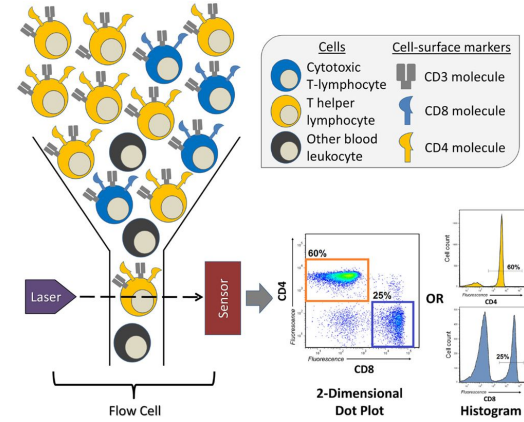 Cells
Cell-surface markers
Cytotoxic
T-lymphocyte
CD3 molecule
T helper
lymphocyte
CD8 molecule
Other blood
leukocyte
CD4 molecule
Laser
Sensor
Flow Cell
60%
25%
CD4
Fluorescence
Fluorescence
CD8
2-Dimensional
Dot Plot
OR
Cell count
60%
Fluorescence
CD4
Cell count
25%
Fluorescence
CD8
Histogram